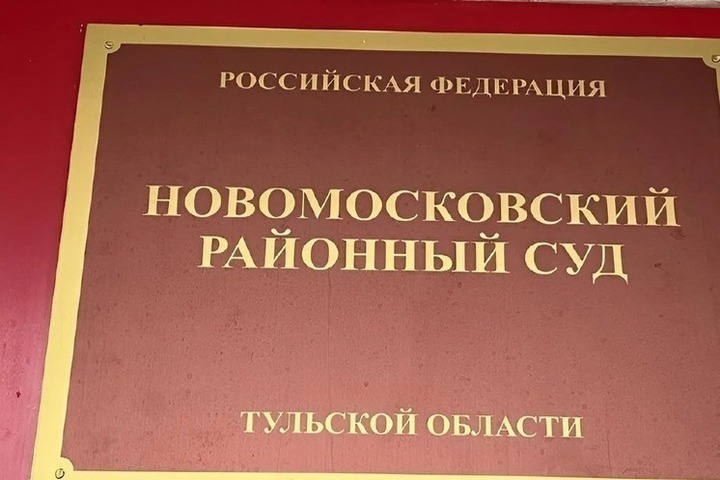 РОССИЙСКАЯ ФЕДЕРАЦИЯ
НОВОМОСКОВСКИЙ
РАЙОННЫЙ СУД
ТУЛЬСКОЙ ОБЛАСТИ